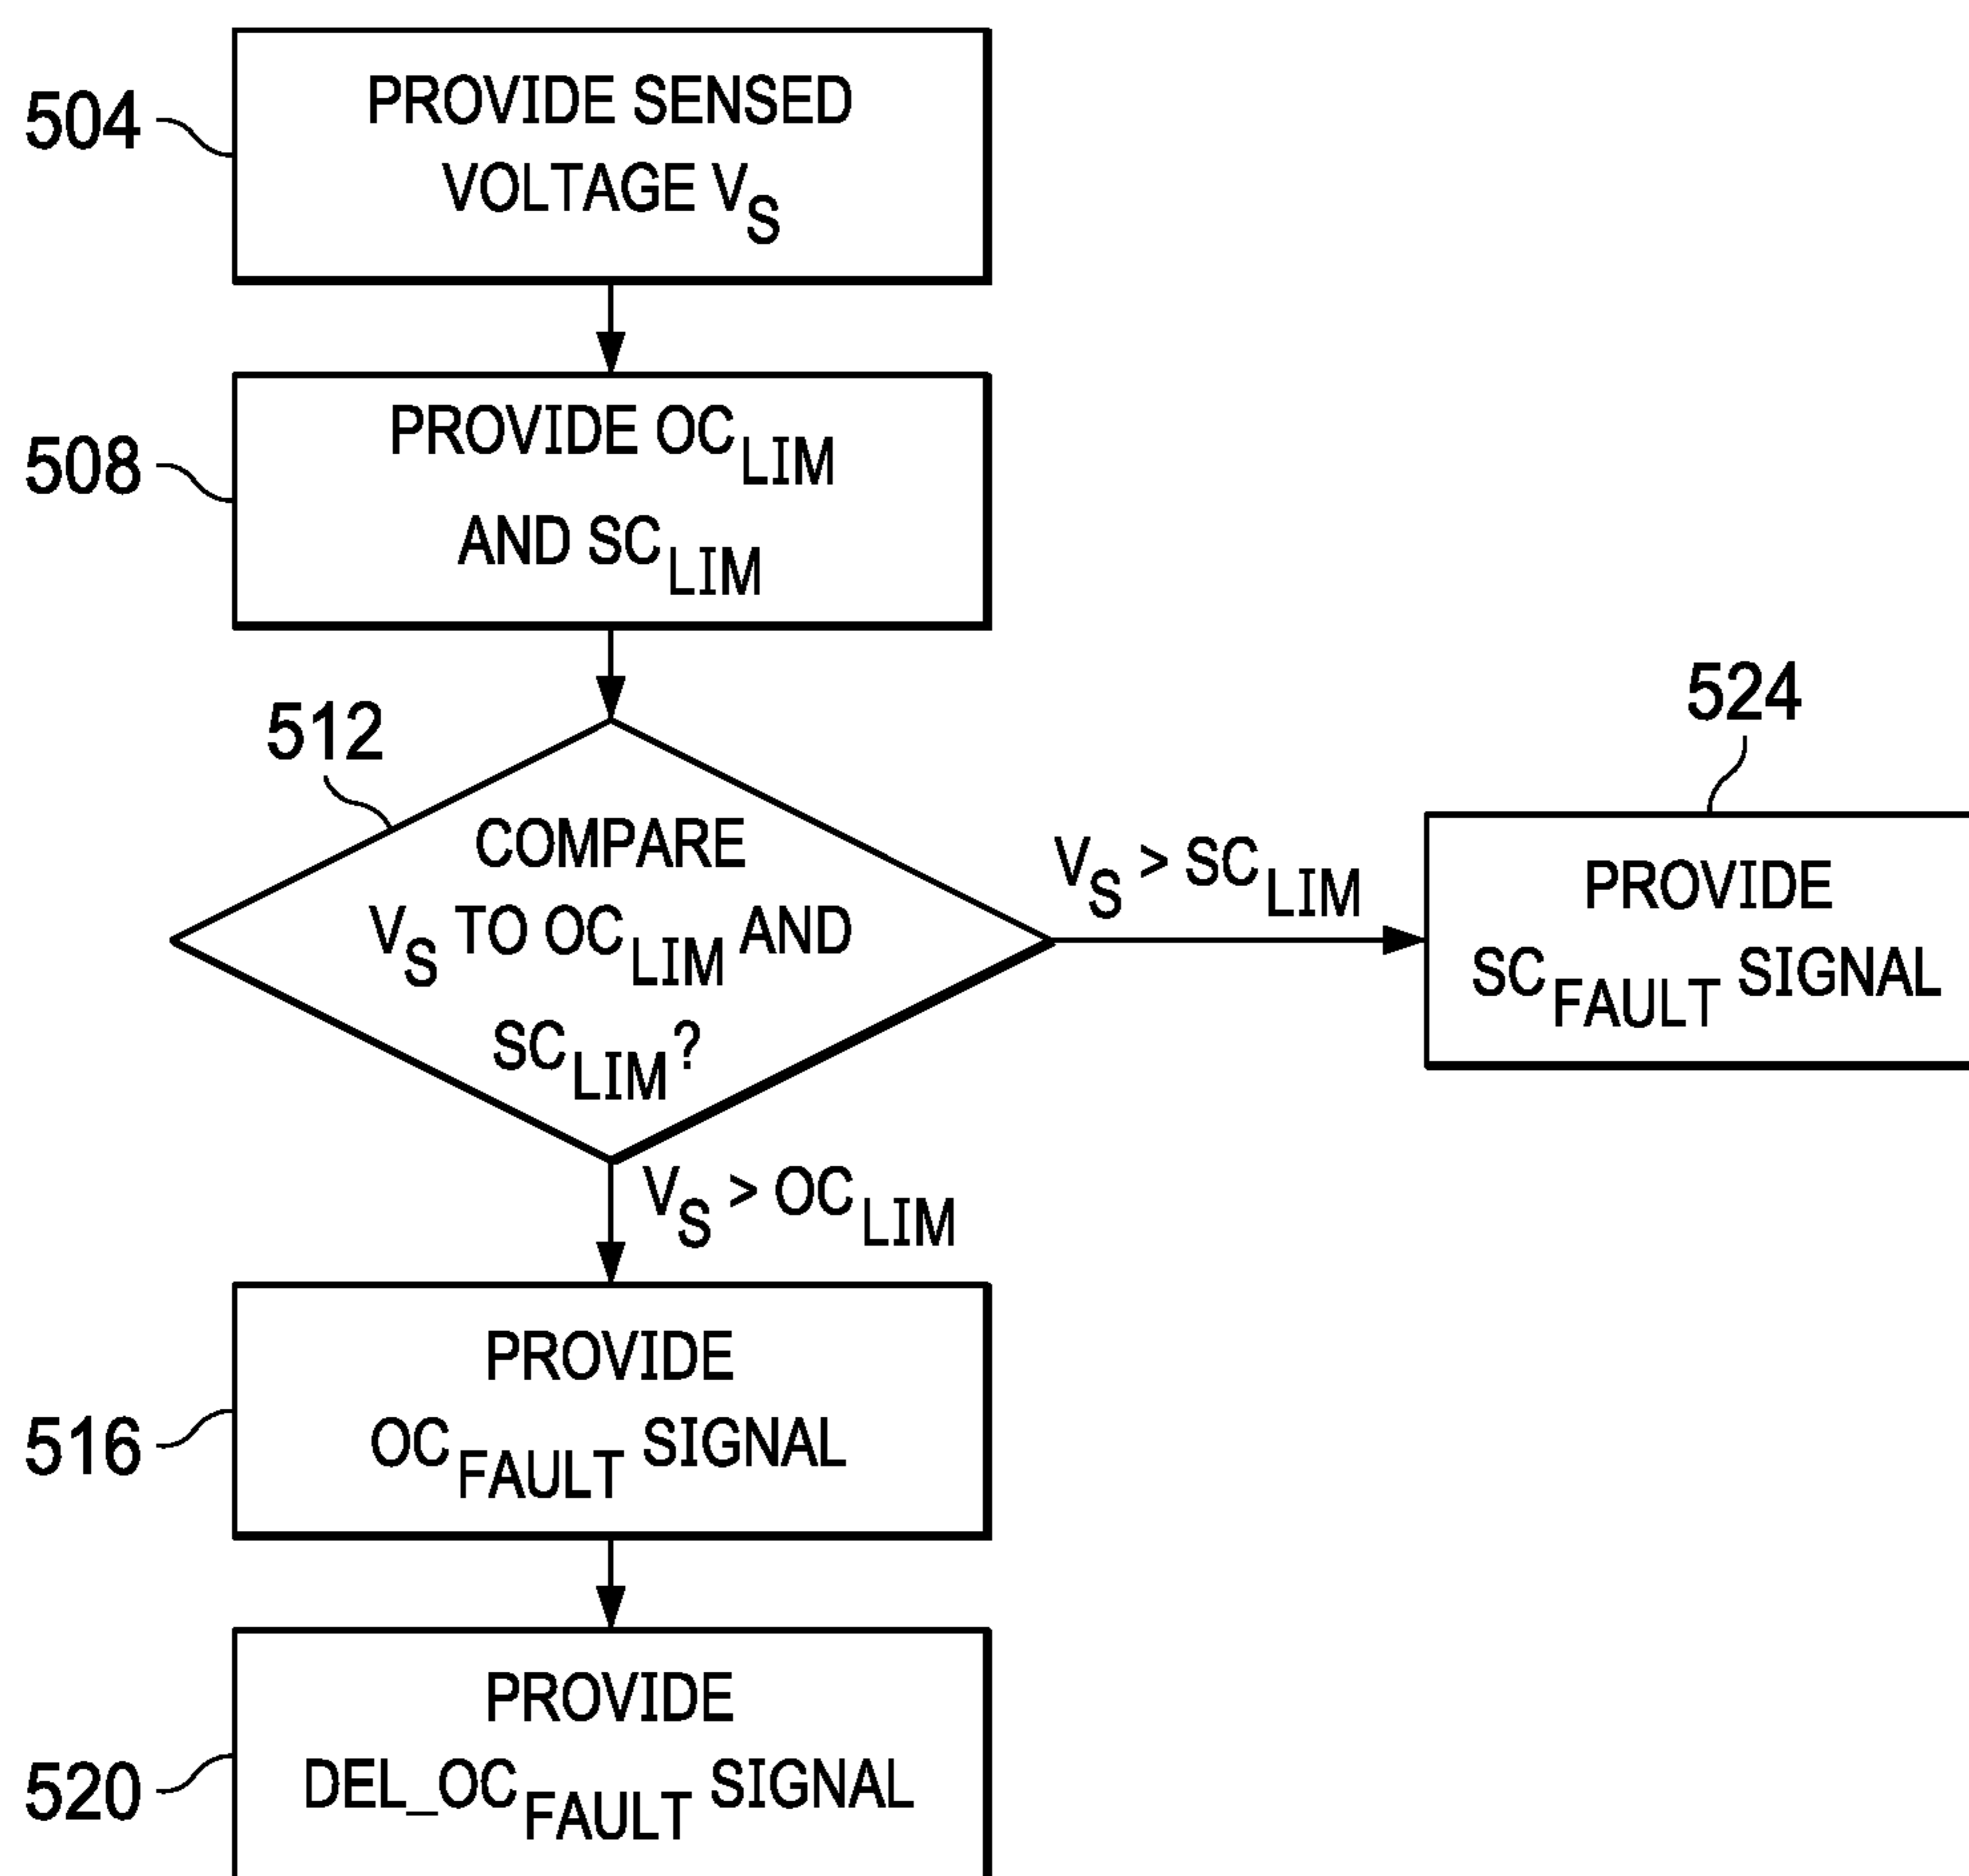 504
PROVIDE SENSED
VOLTAGE VS
508
PROVIDE OCLIM
AND SCLIM
512
COMPARE
VS TO OCLIM AND
SCLIM?
VS > SCLIM
524
PROVIDE
SCFAULT SIGNAL
VS > OCLIM
516
PROVIDE
OCFAULT SIGNAL
520
PROVIDE
DEL_OCFAULT SIGNAL